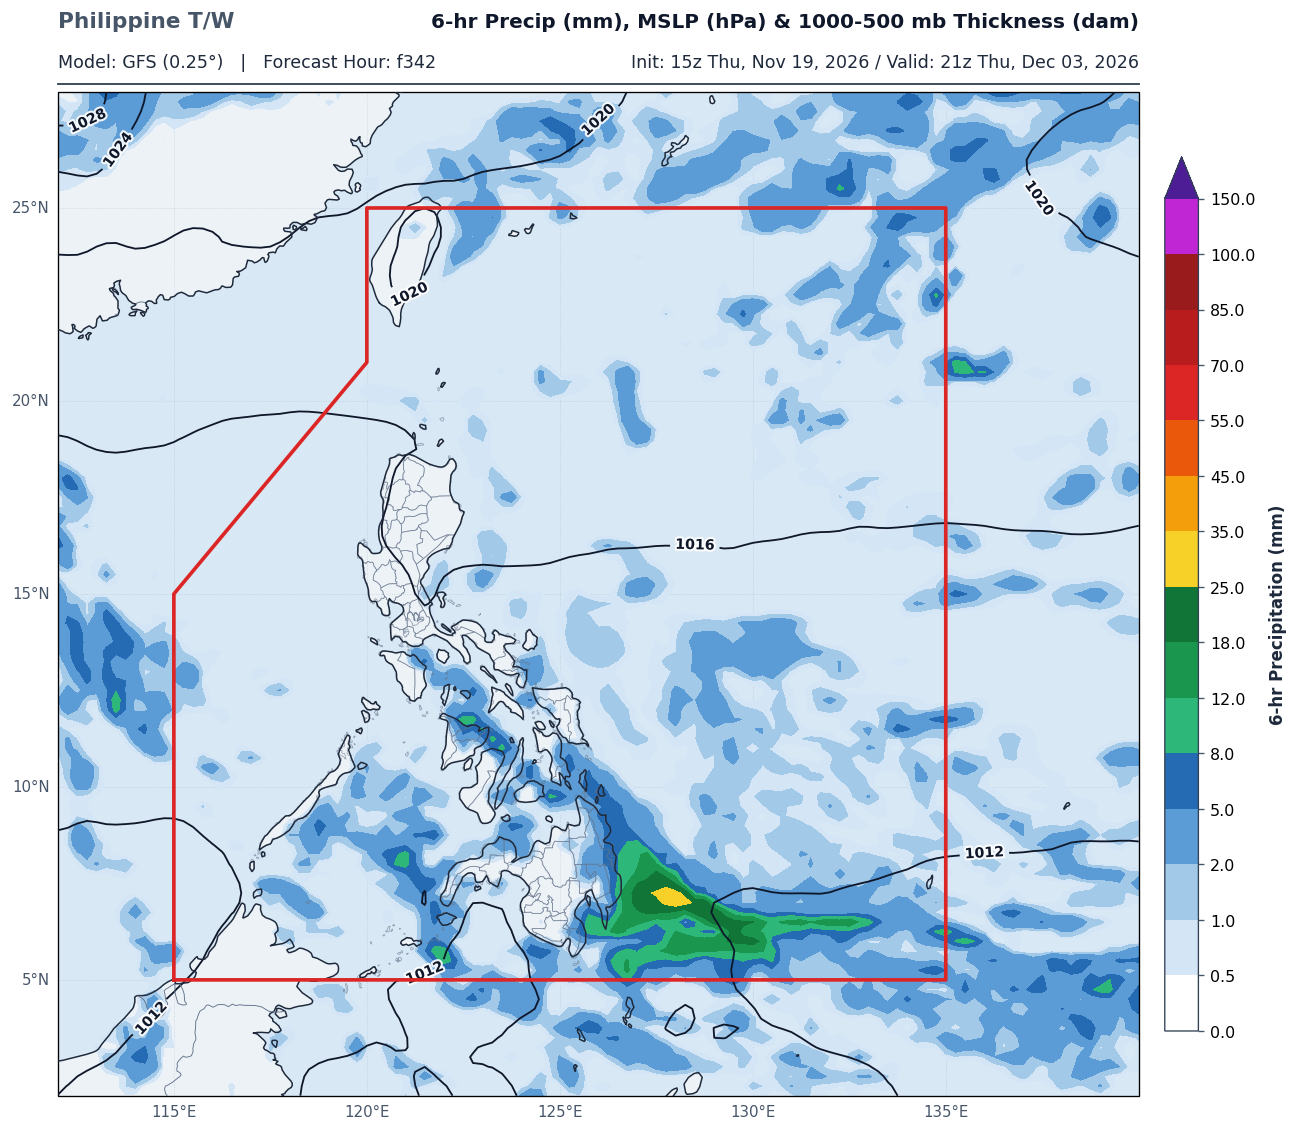 Philippine T/W
6-hr Precip (mm), MSLP (hPa) & 1000-500 mb Thickness (dam)
Model: GFS (0.25°) | Forecast Hour: f342
Init: 15z Thu, Nov 19, 2026 / Valid: 21z Thu, Dec 03, 2026
1028
1024
1020
1020
1020
1016
1012
1012
1012
25°N
20°N
15°N
10°N
5°N
115°E
120°E
125°E
130°E
135°E
150.0
100.0
85.0
70.0
55.0
45.0
35.0
25.0
18.0
12.0
8.0
5.0
2.0
1.0
0.5
0.0
6-hr Precipitation (mm)